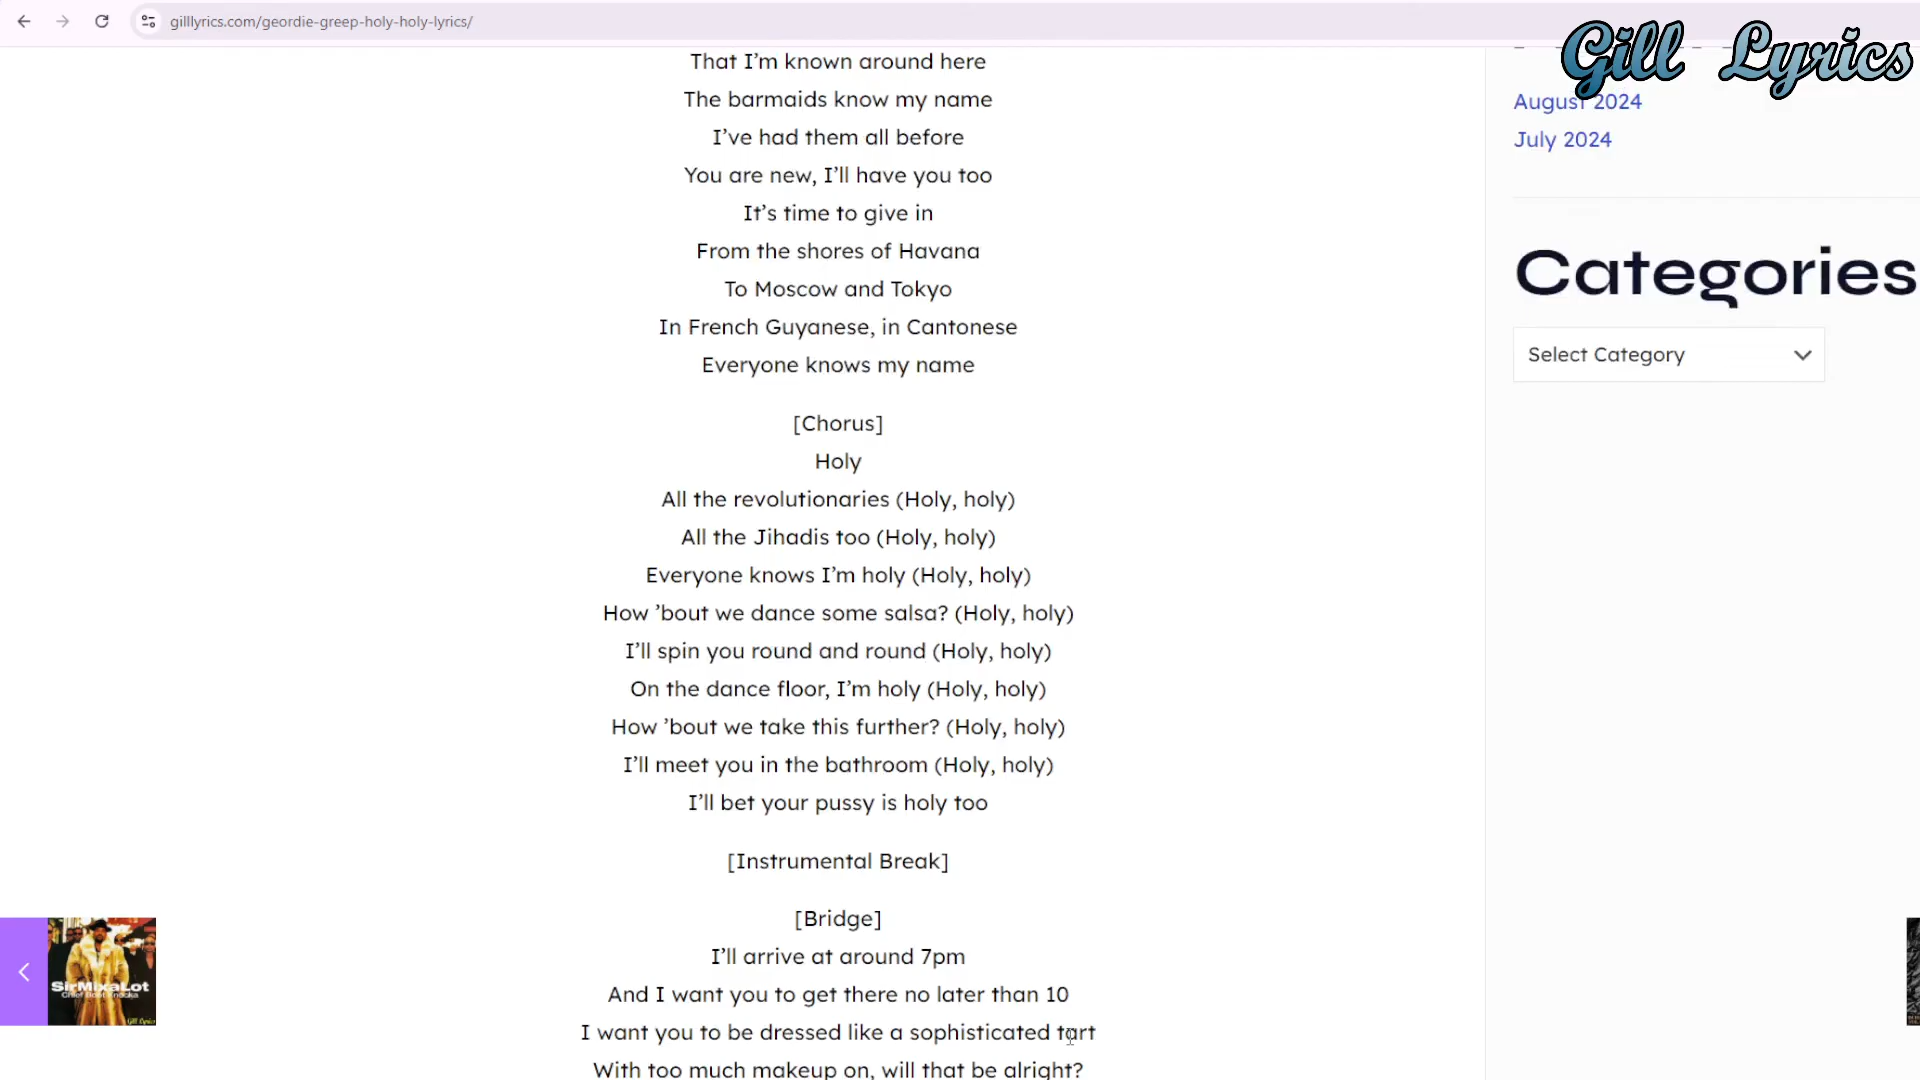 gilllyrics.com/geordie-greep-holy-holy-lyrics/
Gill Lyrics
That I’m known around here
The barmaids know my name
I’ve had them all before
You are new, I’ll have you too
It’s time to give in
From the shores of Havana
To Moscow and Tokyo
In French Guyanese, in Cantonese
Everyone knows my name
[Chorus]
Holy
All the revolutionaries (Holy, holy)
All the Jihadis too (Holy, holy)
Everyone knows I’m holy (Holy, holy)
How ’bout we dance some salsa? (Holy, holy)
I’ll spin you round and round (Holy, holy)
On the dance floor, I’m holy (Holy, holy)
How ’bout we take this further? (Holy, holy)
I’ll meet you in the bathroom (Holy, holy)
I’ll bet your pussy is holy too
[Instrumental Break]
[Bridge]
I’ll arrive at around 7pm
And I want you to get there no later than 10
I want you to be dressed like a sophisticated tart
With too much makeup on, will that be alright?
August 2024
July 2024
Categories
Select Category
SirMixaLot
Chief Boot Knocka
Gill Lyrics